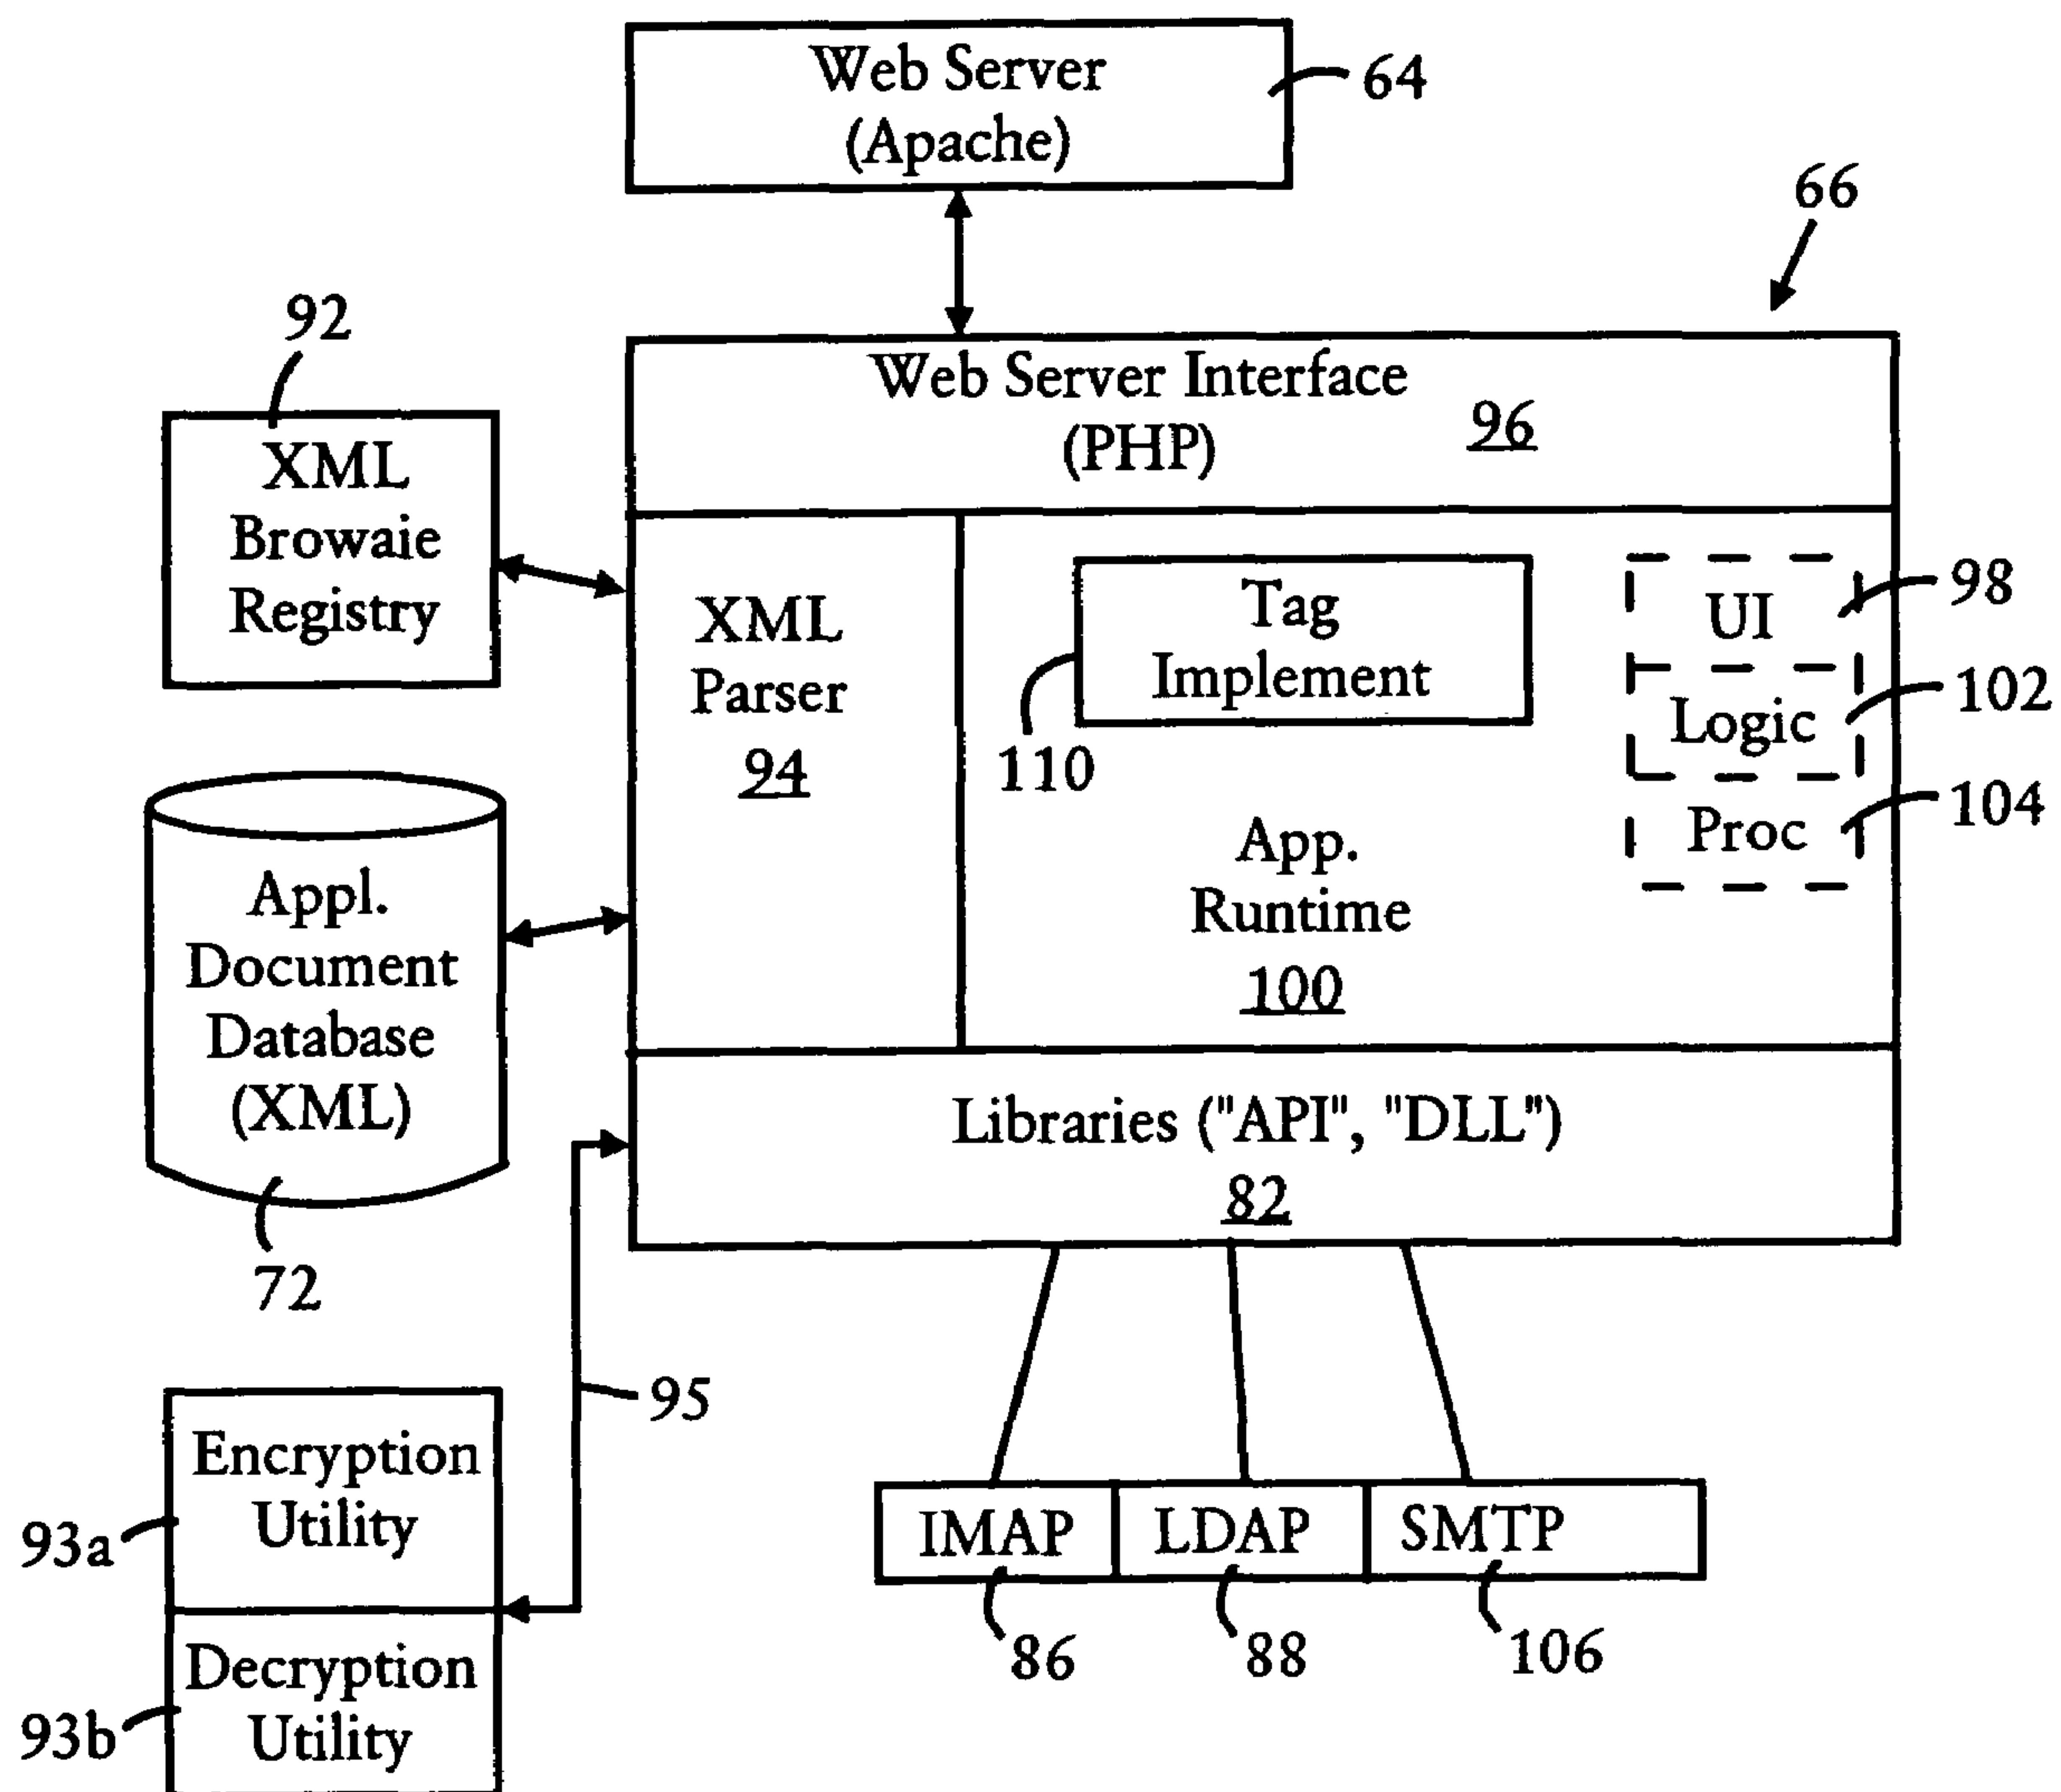 Web Server
(Apache)
64
66
92
Web Server Interface
(PHP)
96
XML
Browaie
Registry
XML
Parser
94
Tag
Implement
110
UI
98
Logic
102
Proc
104
App.
Runtime
100
Appl.
Document
Database
(XML)
72
Libraries ("API", "DLL")
82
95
Encryption
Utility
93a
Decryption
Utility
93b
IMAP
LDAP
SMTP
86
88
106